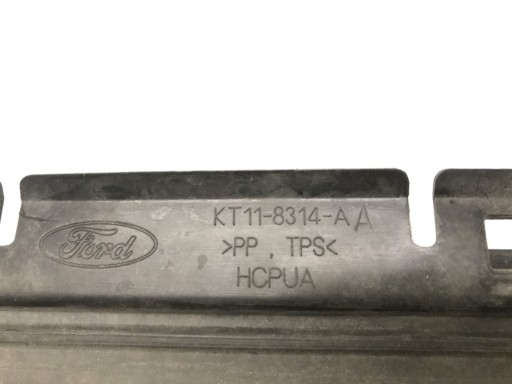 Ford
KT11-8314-AA
>PP , TPS<
HCPUA